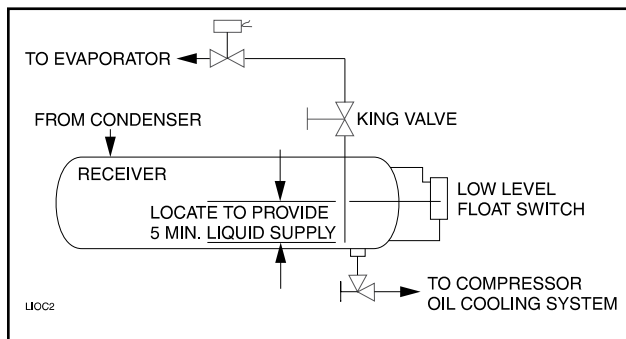 TO EVAPORATOR
FROM CONDENSER
KING VALVE
RECEIVER
LOCATE TO PROVIDE
5 MIN. LIQUID SUPPLY
LOW LEVEL
FLOAT SWITCH
TO COMPRESSOR
OIL COOLING SYSTEM
LIOC2